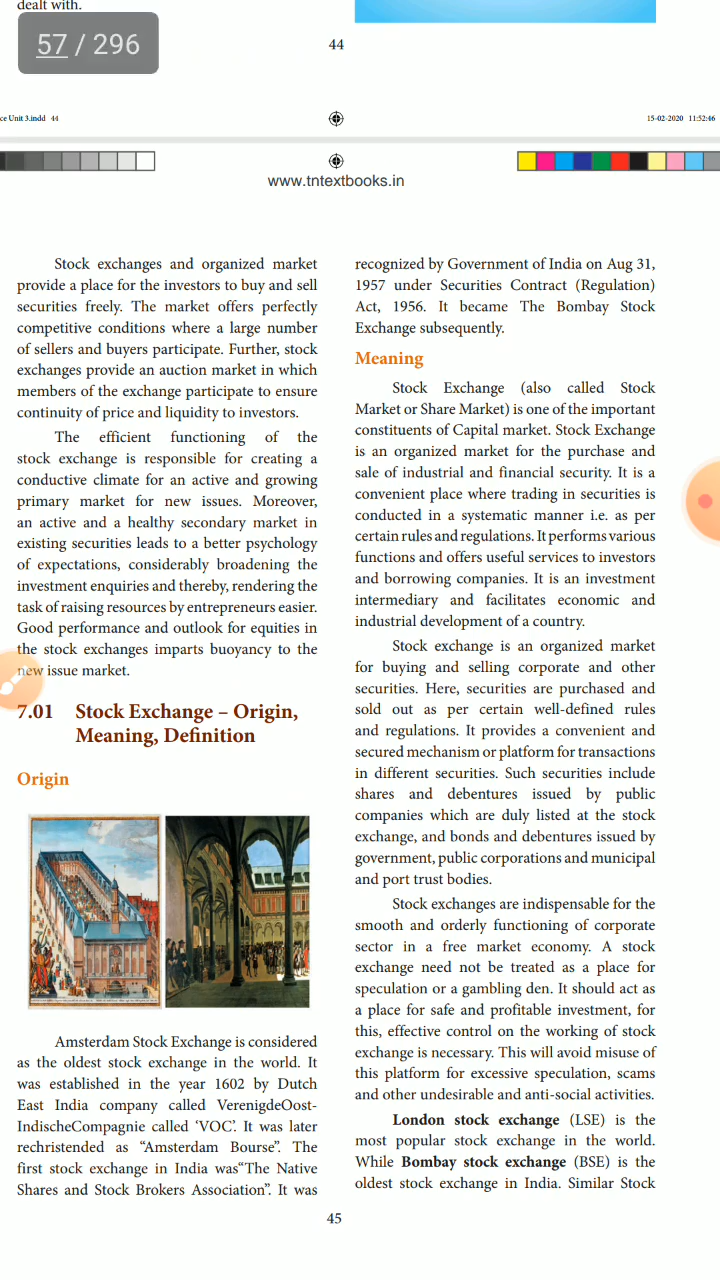 dealt with.
57 / 296
44
ce Unit 3.indd 44
15-02-2020 11:52:46
www.tntextbooks.in
Stock exchanges and organized market
provide a place for the investors to buy and sell
securities freely. The market offers perfectly
competitive conditions where a large number
of sellers and buyers participate. Further, stock
exchanges provide an auction market in which
members of the exchange participate to ensure
continuity of price and liquidity to investors.
The efficient functioning of the
stock exchange is responsible for creating a
conductive climate for an active and growing
primary market for new issues. Moreover,
an active and a healthy secondary market in
existing securities leads to a better psychology
of expectations, considerably broadening the
investment enquiries and thereby, rendering the
task of raising resources by entrepreneurs easier.
Good performance and outlook for equities in
the stock exchanges imparts buoyancy to the
new issue market.
7.01 Stock Exchange – Origin,
Meaning, Definition
Origin
Amsterdam Stock Exchange is considered
as the oldest stock exchange in the world. It
was established in the year 1602 by Dutch
East India company called VerenigdeOost-
IndischeCompagnie called ‘VOC’. It was later
rechristended as “Amsterdam Bourse”. The
first stock exchange in India was“The Native
Shares and Stock Brokers Association”. It was
recognized by Government of India on Aug 31,
1957 under Securities Contract (Regulation)
Act, 1956. It became The Bombay Stock
Exchange subsequently.
Meaning
Stock Exchange (also called Stock
Market or Share Market) is one of the important
constituents of Capital market. Stock Exchange
is an organized market for the purchase and
sale of industrial and financial security. It is a
convenient place where trading in securities is
conducted in a systematic manner i.e. as per
certain rules and regulations. It performs various
functions and offers useful services to investors
and borrowing companies. It is an investment
intermediary and facilitates economic and
industrial development of a country.
Stock exchange is an organized market
for buying and selling corporate and other
securities. Here, securities are purchased and
sold out as per certain well-defined rules
and regulations. It provides a convenient and
secured mechanism or platform for transactions
in different securities. Such securities include
shares and debentures issued by public
companies which are duly listed at the stock
exchange, and bonds and debentures issued by
government, public corporations and municipal
and port trust bodies.
Stock exchanges are indispensable for the
smooth and orderly functioning of corporate
sector in a free market economy. A stock
exchange need not be treated as a place for
speculation or a gambling den. It should act as
a place for safe and profitable investment, for
this, effective control on the working of stock
exchange is necessary. This will avoid misuse of
this platform for excessive speculation, scams
and other undesirable and anti-social activities.
London stock exchange (LSE) is the
most popular stock exchange in the world.
While Bombay stock exchange (BSE) is the
oldest stock exchange in India. Similar Stock
45